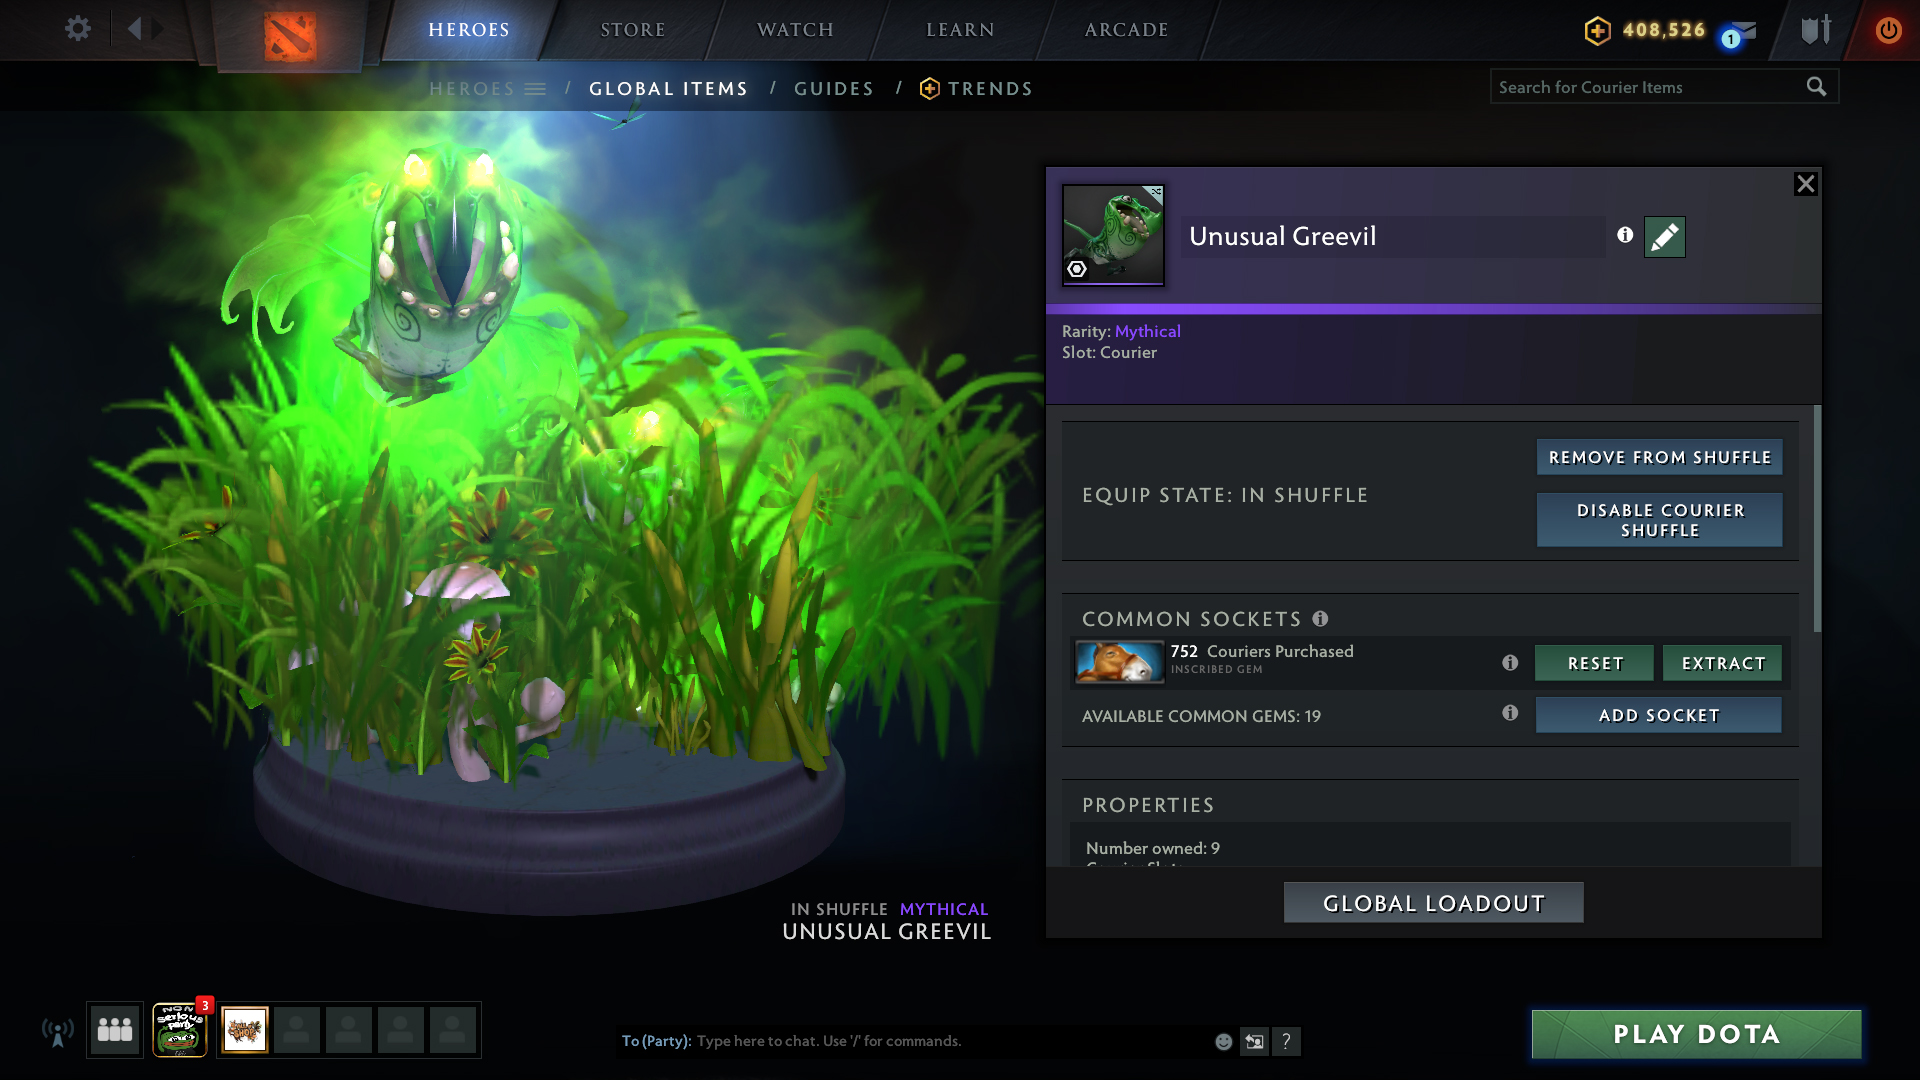 HEROES
STORE
WATCH
LEARN
ARCADE
408,526
1
HEROES / GLOBAL ITEMS / GUIDES / TRENDS
Search for Courier Items
Unusual Greevil
Rarity: Mythical
Slot: Courier
EQUIP STATE: IN SHUFFLE
REMOVE FROM SHUFFLE
DISABLE COURIER
SHUFFLE
COMMON SOCKETS
752 Couriers Purchased
INSCRIBED GEM
RESET
EXTRACT
AVAILABLE COMMON GEMS: 19
ADD SOCKET
PROPERTIES
Number owned: 9
GLOBAL LOADOUT
IN SHUFFLE MYTHICAL
UNUSUAL GREEVIL
3
NON
serious
party
To (Party): Type here to chat. Use '/' for commands.
?
PLAY DOTA